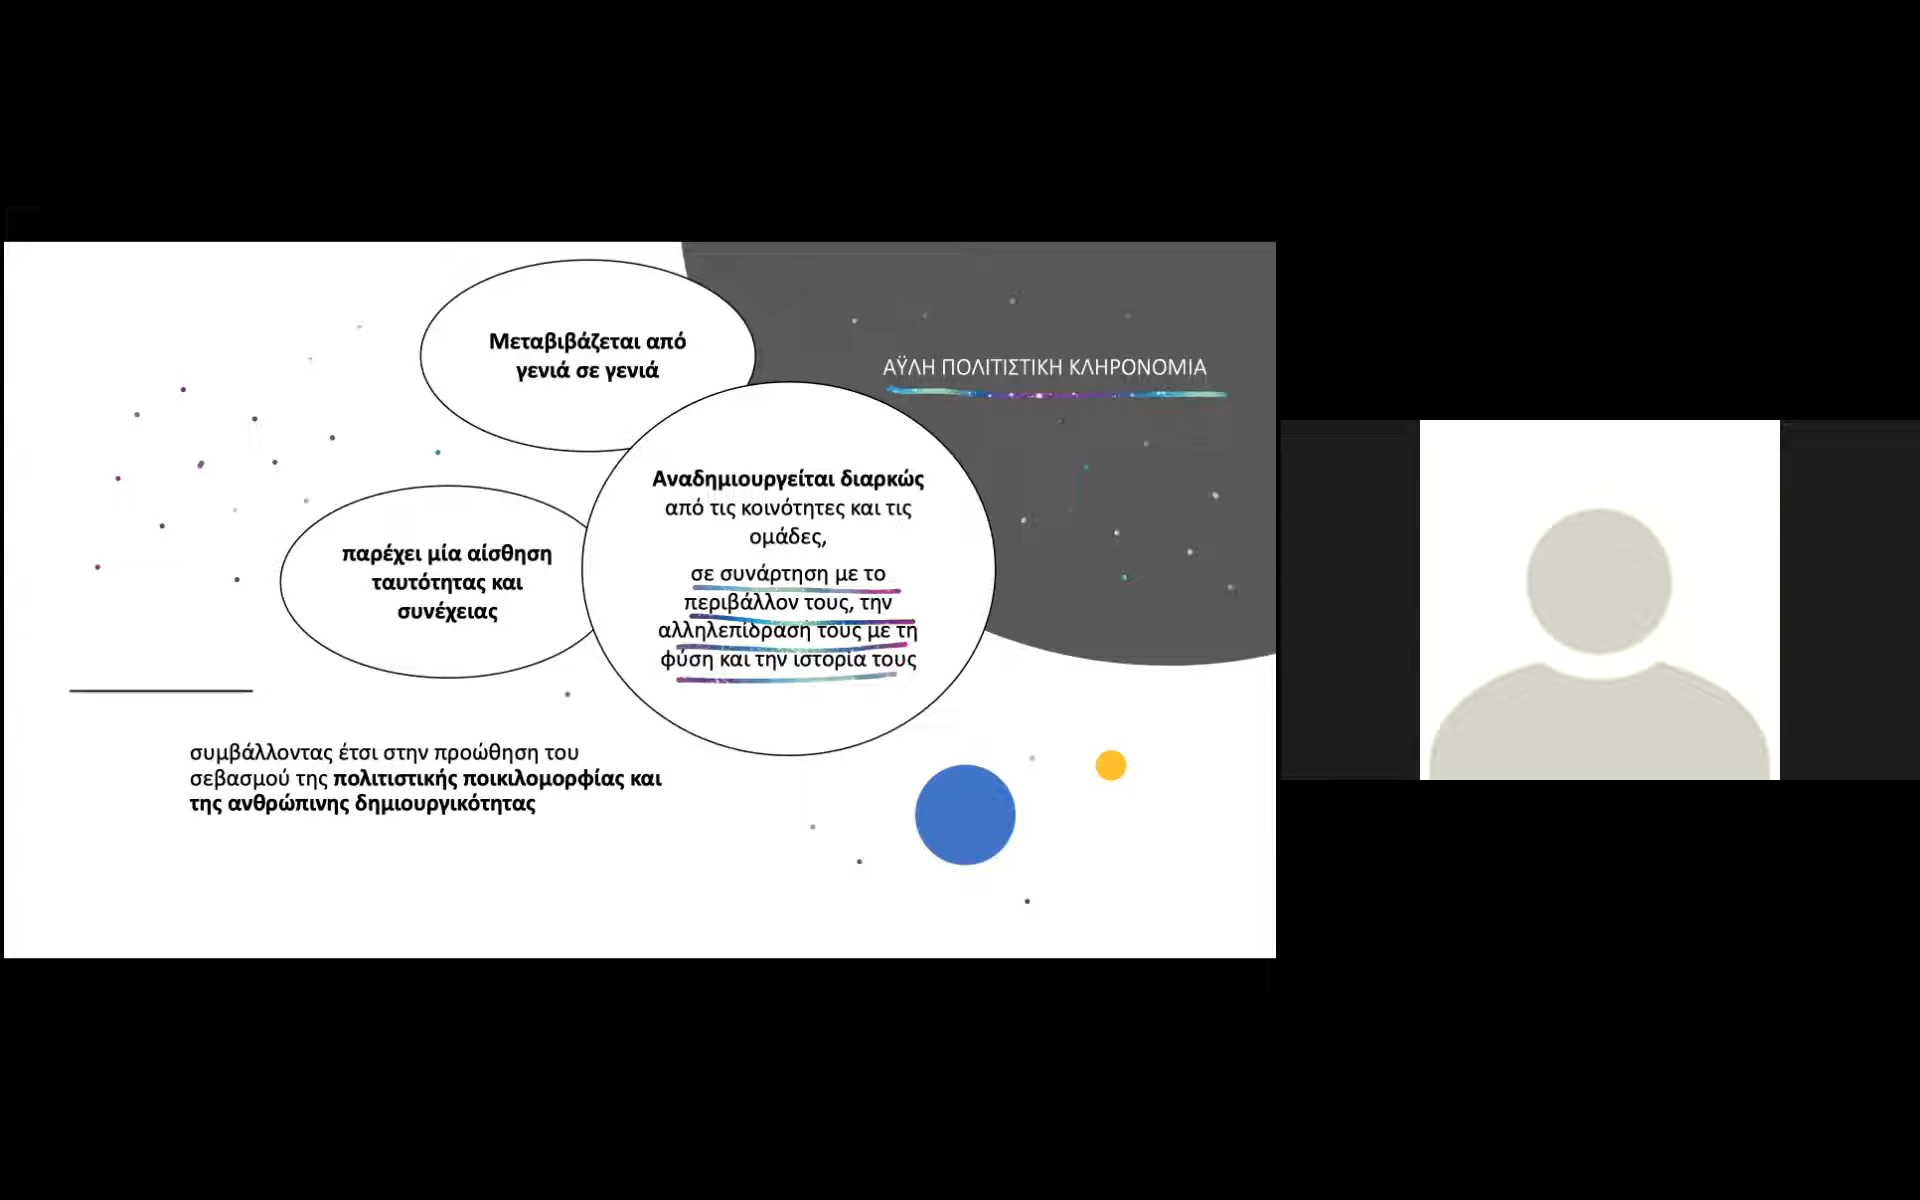 Μεταβιβάζεται από
γενιά σε γενιά
ΑΫΛΗ ΠΟΛΙΤΙΣΤΙΚΗ ΚΛΗΡΟΝΟΜΙΑ
Αναδημιουργείται διαρκώς
από τις κοινότητες και τις
ομάδες,
σε συνάρτηση με το
περιβάλλον τους, την
αλληλεπίδρασή τους με τη
φύση και την ιστορία τους
παρέχει μία αίσθηση
ταυτότητας και
συνέχειας
συμβάλλοντας έτσι στην προώθηση του
σεβασμού της πολιτιστικής ποικιλομορφίας και
της ανθρώπινης δημιουργικότητας